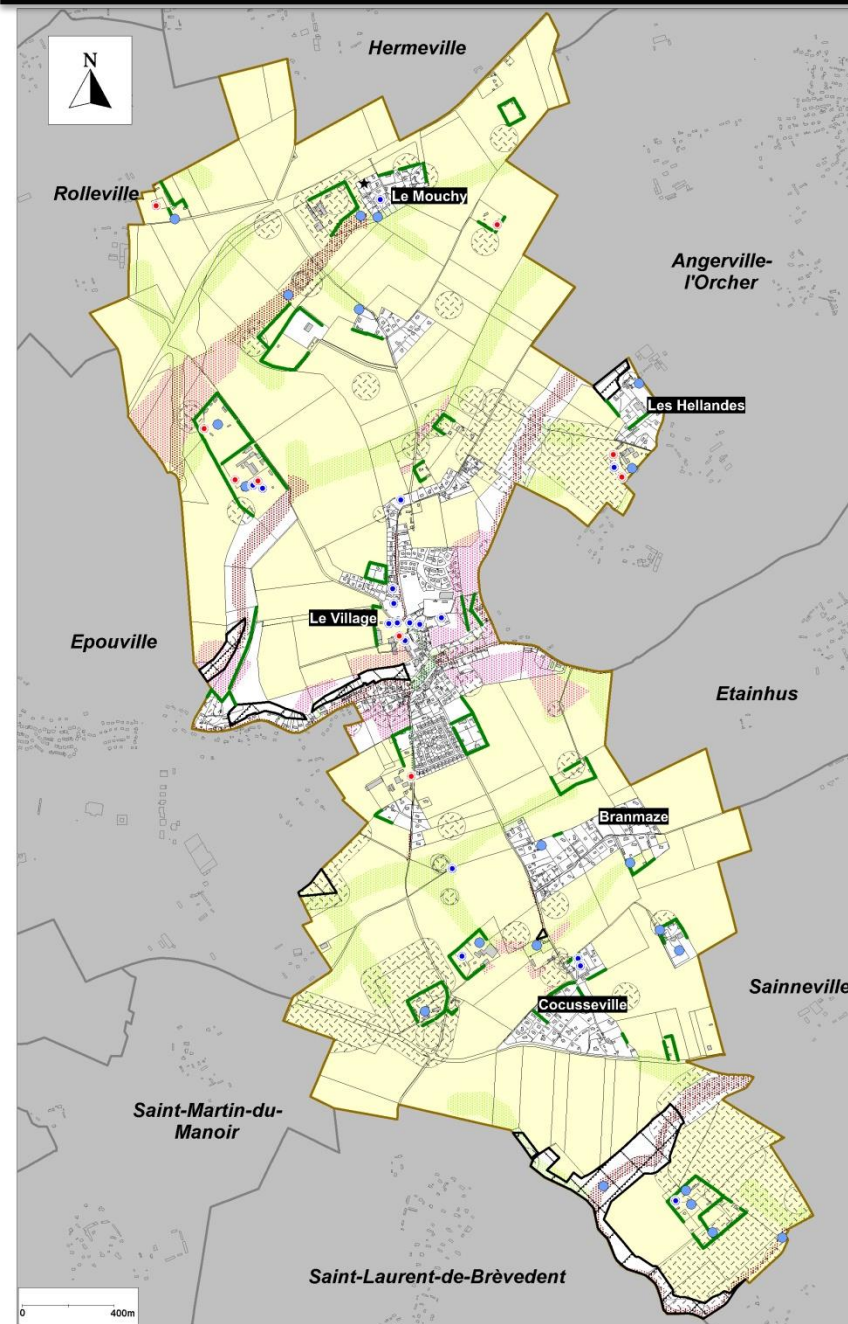 N
Hermeville
Rolleville
Le Mouchy
Angerville-
l'Orcher
Les Hellandes
Le Village
Epouville
Etainhus
Branmaze
Sainneville
Cocusseville
Saint-Martin-du-
Manoir
Saint-Laurent-de-Brèvedent
0 400m